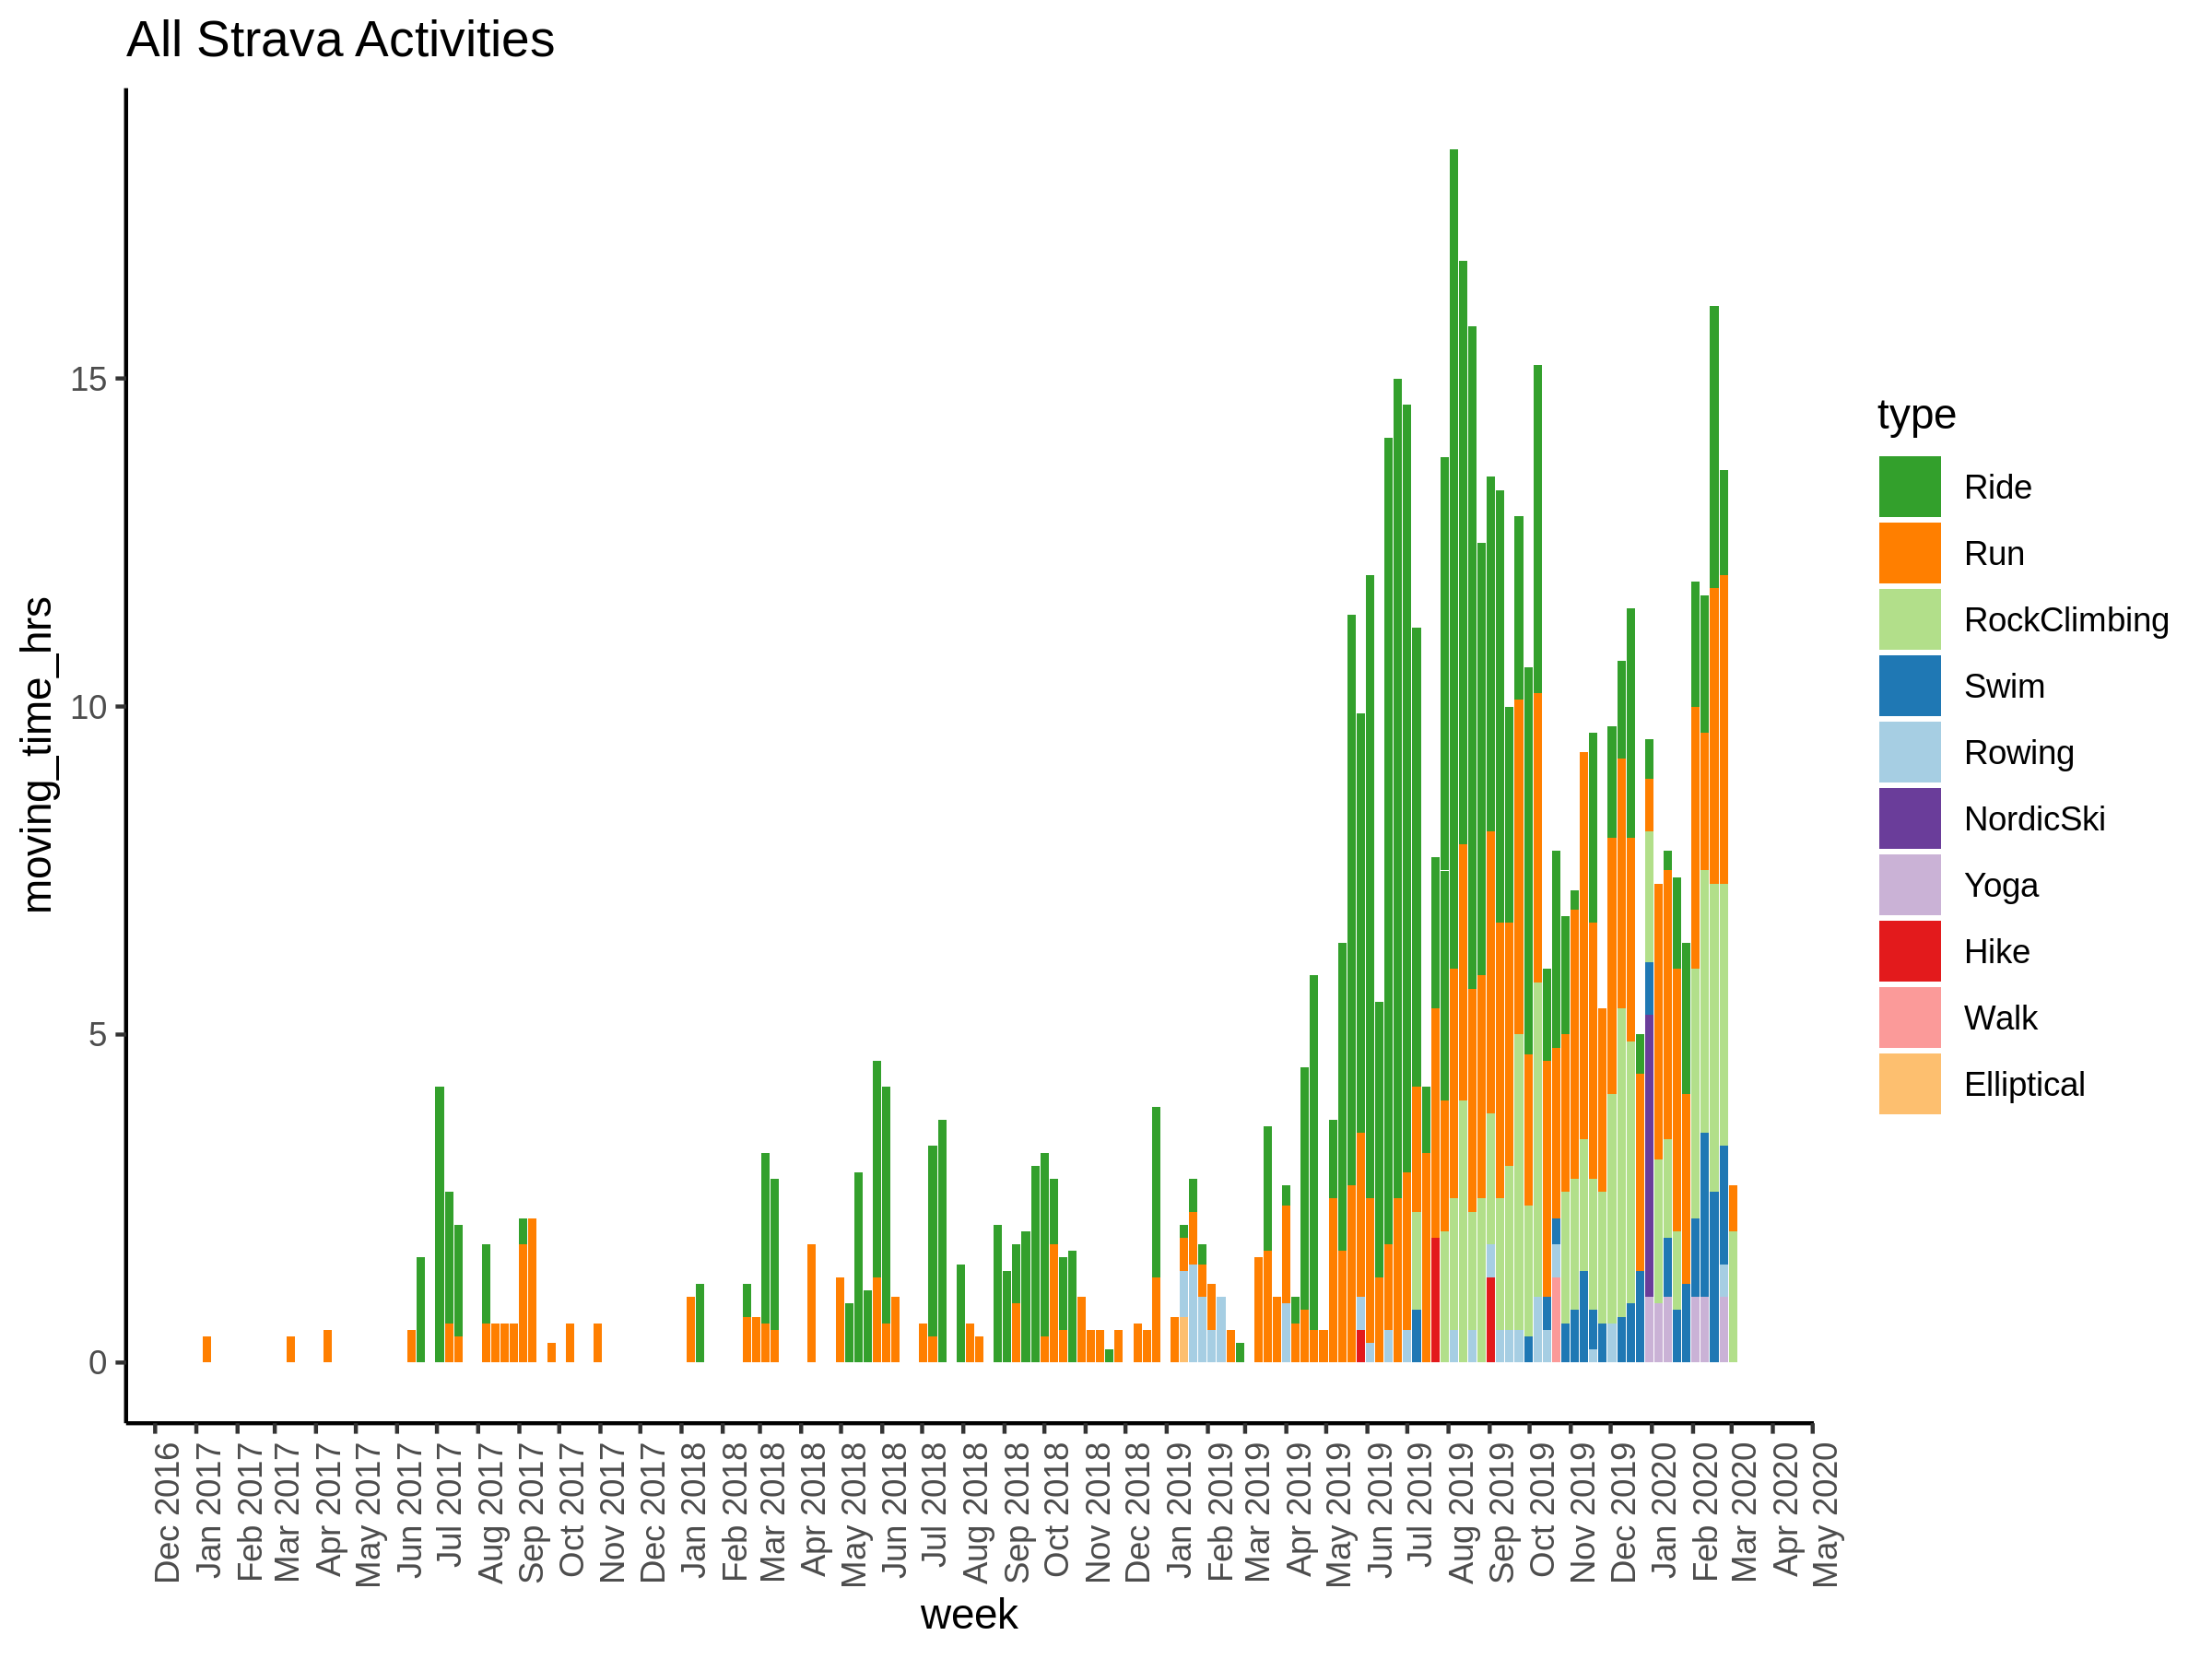 All Strava Activities
moving_time_hrs
15
10
5
0
Dec 2016
Jan 2017
Feb 2017
Mar 2017
Apr 2017
May 2017
Jun 2017
Jul 2017
Aug 2017
Sep 2017
Oct 2017
Nov 2017
Dec 2017
Jan 2018
Feb 2018
Mar 2018
Apr 2018
May 2018
Jun 2018
Jul 2018
Aug 2018
Sep 2018
Oct 2018
Nov 2018
Dec 2018
Jan 2019
Feb 2019
Mar 2019
Apr 2019
May 2019
Jun 2019
Jul 2019
Aug 2019
Sep 2019
Oct 2019
Nov 2019
Dec 2019
Jan 2020
Feb 2020
Mar 2020
Apr 2020
May 2020
week
type
Ride
Run
RockClimbing
Swim
Rowing
NordicSki
Yoga
Hike
Walk
Elliptical